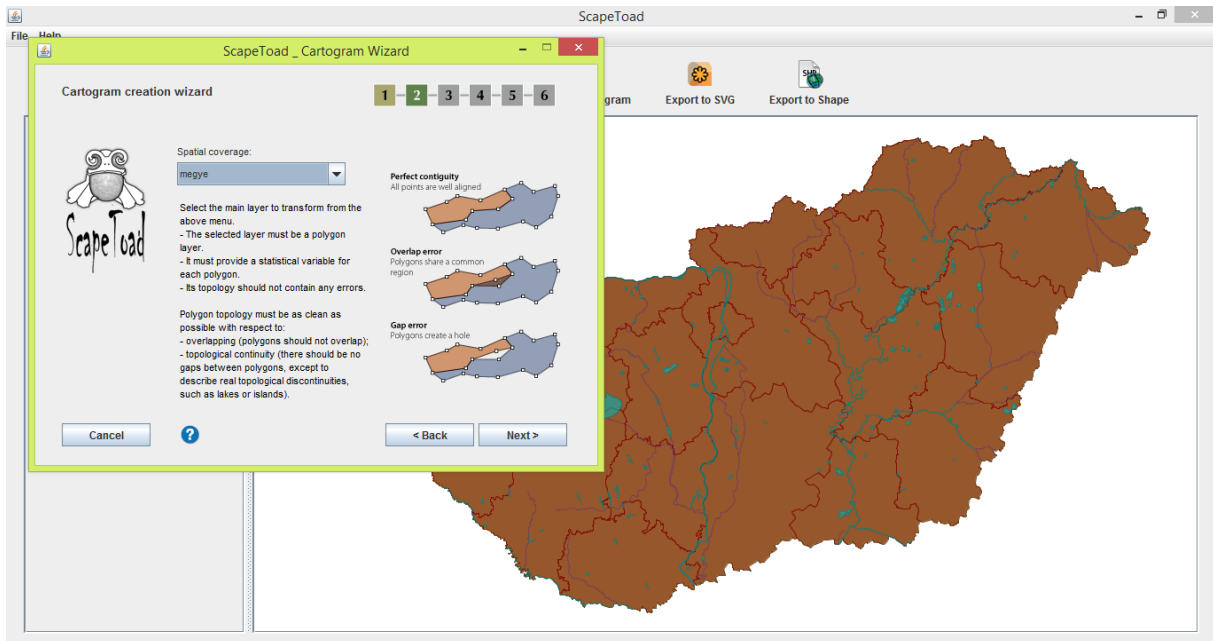 ScapeToad
File Help
ScapeToad _ Cartogram Wizard
Cartogram creation wizard
1 2 3 4 5 6
gram
Export to SVG
SHP
Export to Shape
ScapeToad
Spatial coverage:
megye
Select the main layer to transform from the
above menu.
- The selected layer must be a polygon
layer.
- It must provide a statistical variable for
each polygon.
- Its topology should not contain any errors.
Polygon topology must be as clean as
possible with respect to:
- overlapping (polygons should not overlap);
- topological continuity (there should be no
gaps between polygons, except to
describe real topological discontinuities,
such as lakes or islands).
Perfect contiguity
All points are well aligned
Overlap error
Polygons share a common
region
Gap error
Polygons create a hole
Cancel
?
< Back
Next >